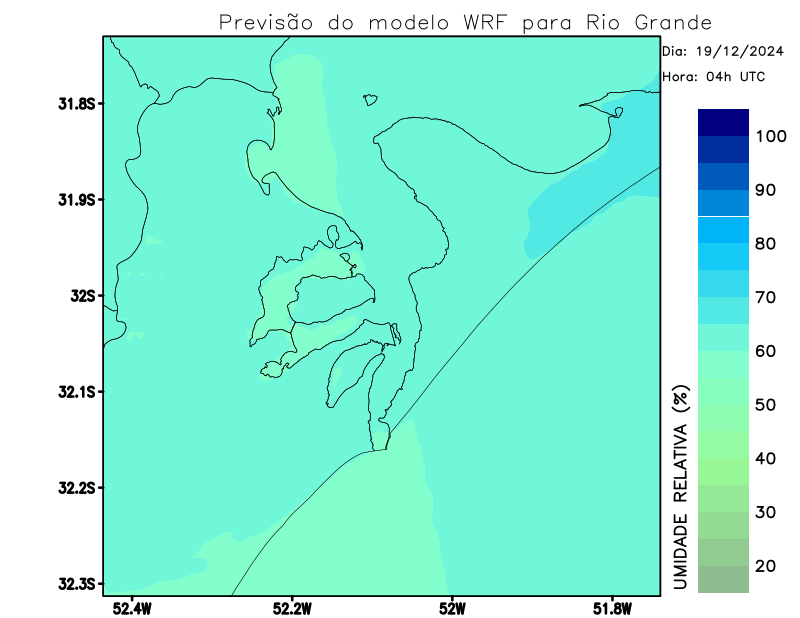 Previsão do modelo WRF para Rio Grande
Dia: 19/12/2024
Hora: 04h UTC
31.8S
31.9S
32S
32.1S
32.2S
32.3S
52.4W
52.2W
52W
51.8W
100
90
80
70
60
50
40
30
20
UMIDADE RELATIVA (%)